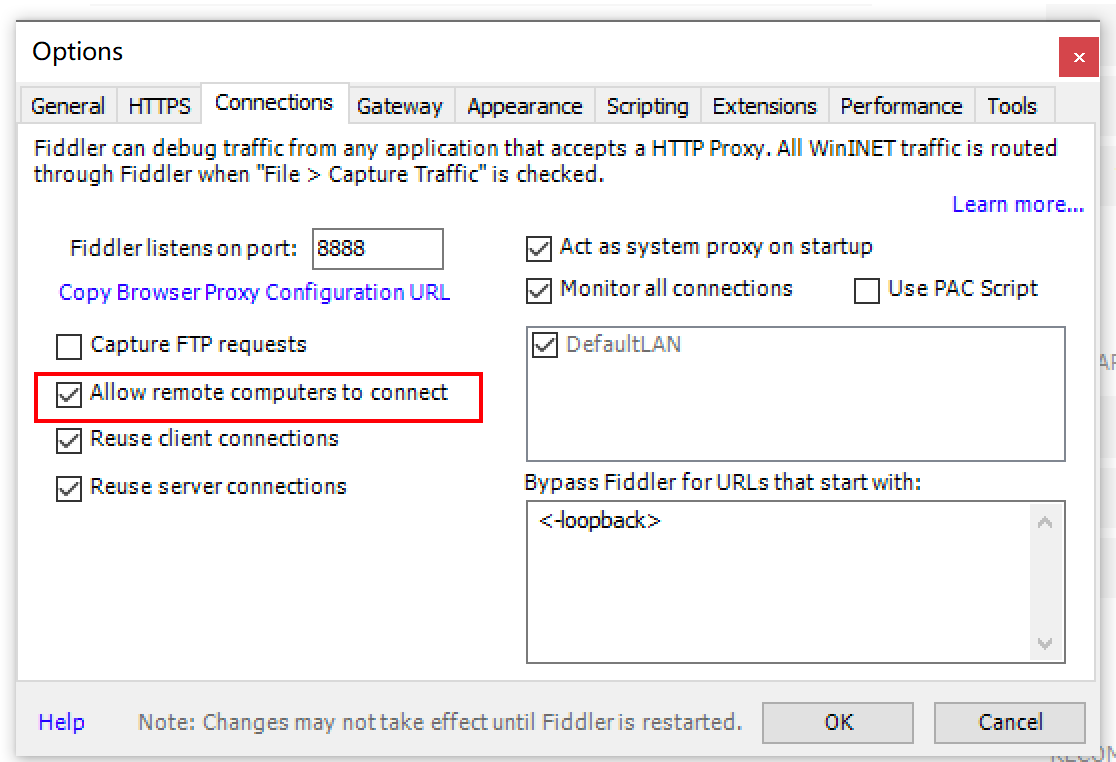 Options
General HTTPS Connections Gateway Appearance Scripting Extensions Performance Tools
Fiddler can debug traffic from any application that accepts a HTTP Proxy. All WinINET traffic is routed
through Fiddler when "File > Capture Traffic" is checked.
Learn more...
Fiddler listens on port: 8888
Act as system proxy on startup
Copy Browser Proxy Configuration URL
Monitor all connections
Use PAC Script
Capture FTP requests
DefaultLAN
Allow remote computers to connect
Reuse client connections
Reuse server connections
Bypass Fiddler for URLs that start with:
<-loopback>
Help
Note: Changes may not take effect until Fiddler is restarted.
OK
Cancel